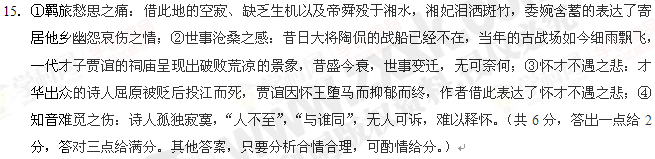 15. ①羁旅愁思之痛：借此地的空寂、缺乏生机以及帝舜殁于湘水，湘妃泪洒斑竹，委婉含蓄的表达了寄
居他乡幽怨哀伤之情；②世事沧桑之感：昔日大将陶侃的战船已经不在，当年的古战场如今细雨飘飞，
一代才子贾谊的祠庙呈现出破败荒凉的景象，昔盛今衰，世事变迁，无可奈何；③怀才不遇之悲：才
华出众的诗人屈原被贬后投江而死，贾谊因怀王堕马而抑郁而终，作者借此表达了怀才不遇之悲；④
知音难觅之伤：诗人孤独寂寞，“人不至”，“与谁同”，无人可诉，难以释怀。（共 6 分，答出一点给 2
分，答对三点给满分。其他答案，只要分析合情合理，可酌情给分。）